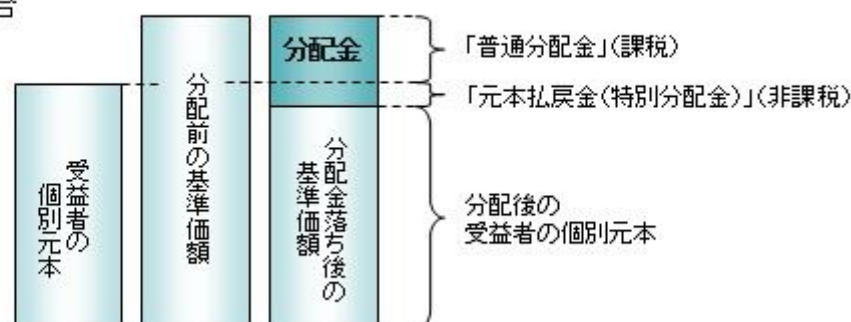 合
分配金
「普通分配金」(課税)
「元本払戻金(特別分配金)」(非課税)
受益者の
個別元本
分配前の基準価額
分配金落ち後の
基準価額
分配後の
受益者の個別元本